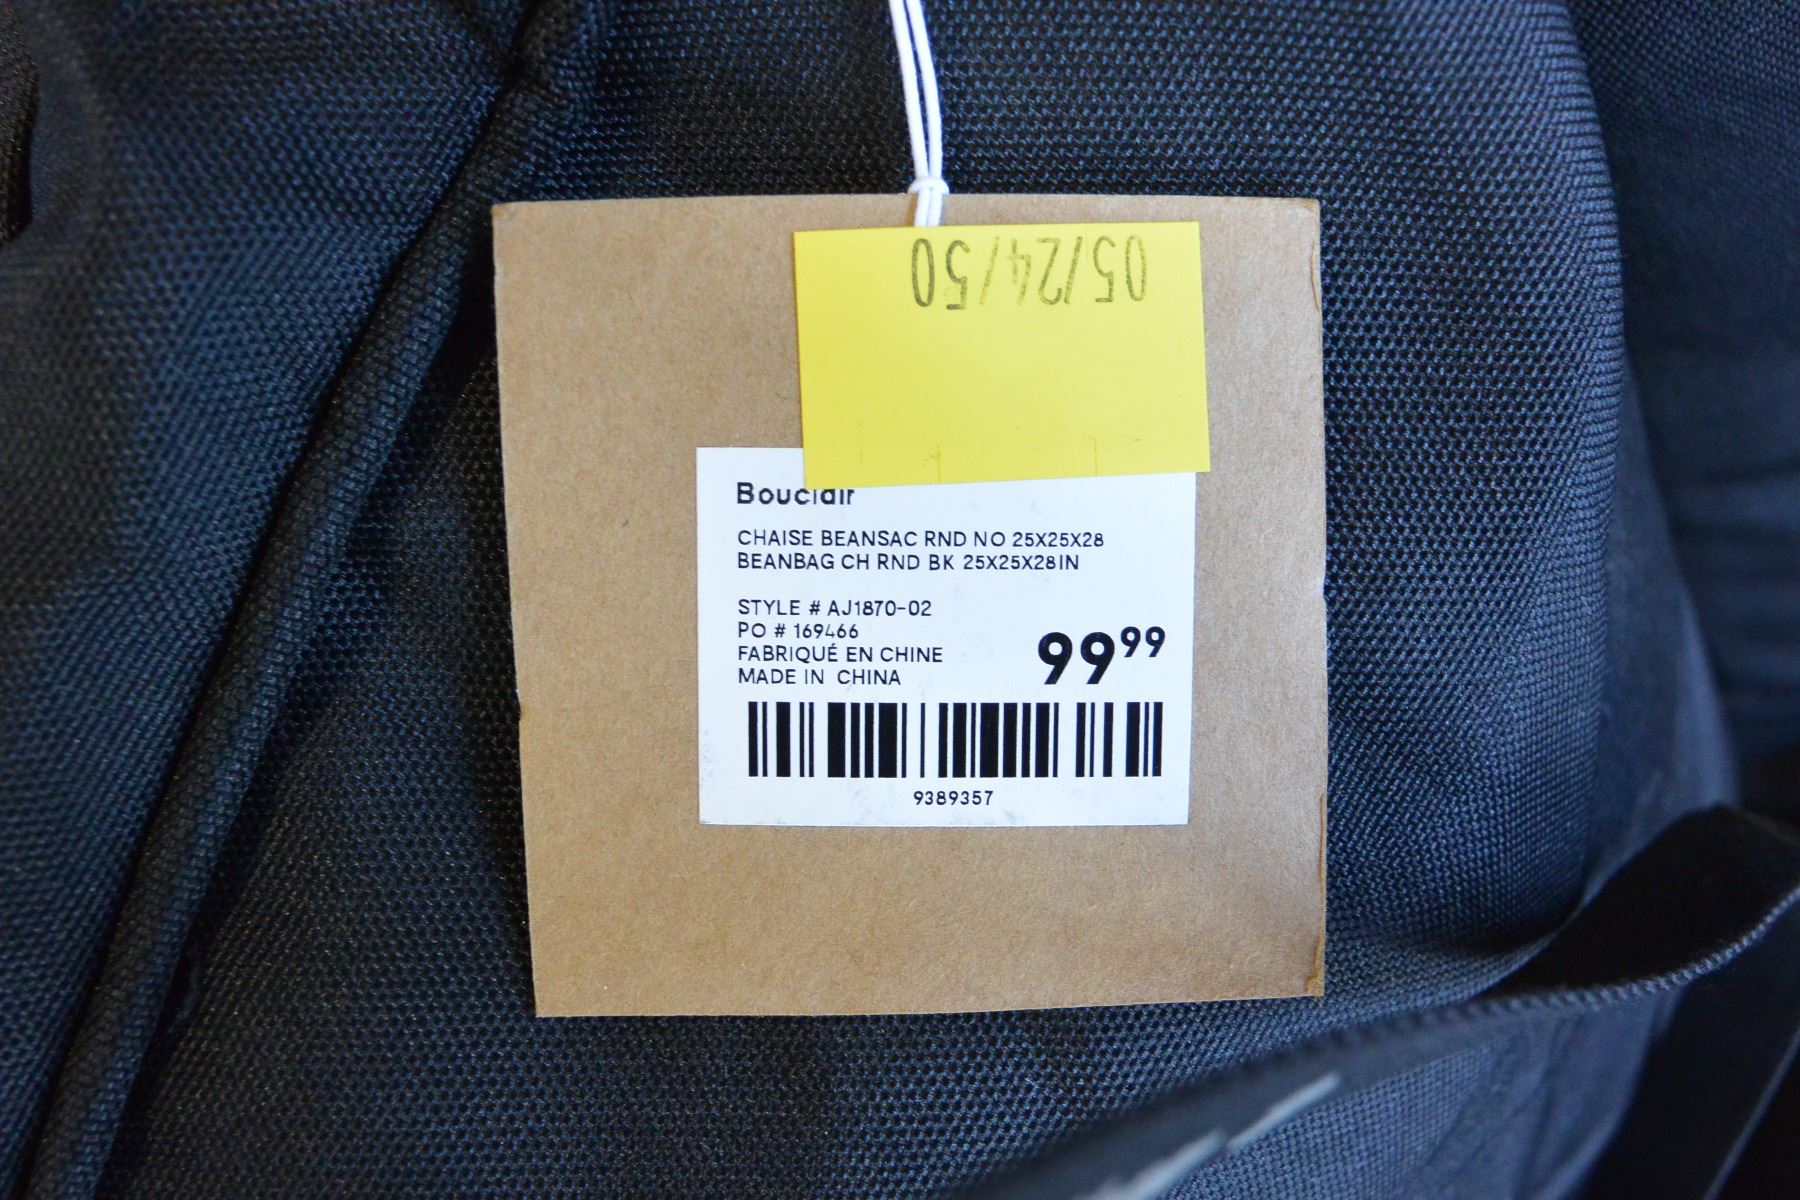 05/24/50
Bouclair
CHAISE BEANSAC RND NO 25X25X28
BEANBAG CH RND BK 25X25X28IN
STYLE # AJ1870-02
PO # 169466
FABRIQUÉ EN CHINE
MADE IN CHINA
99⁹⁹
9389357